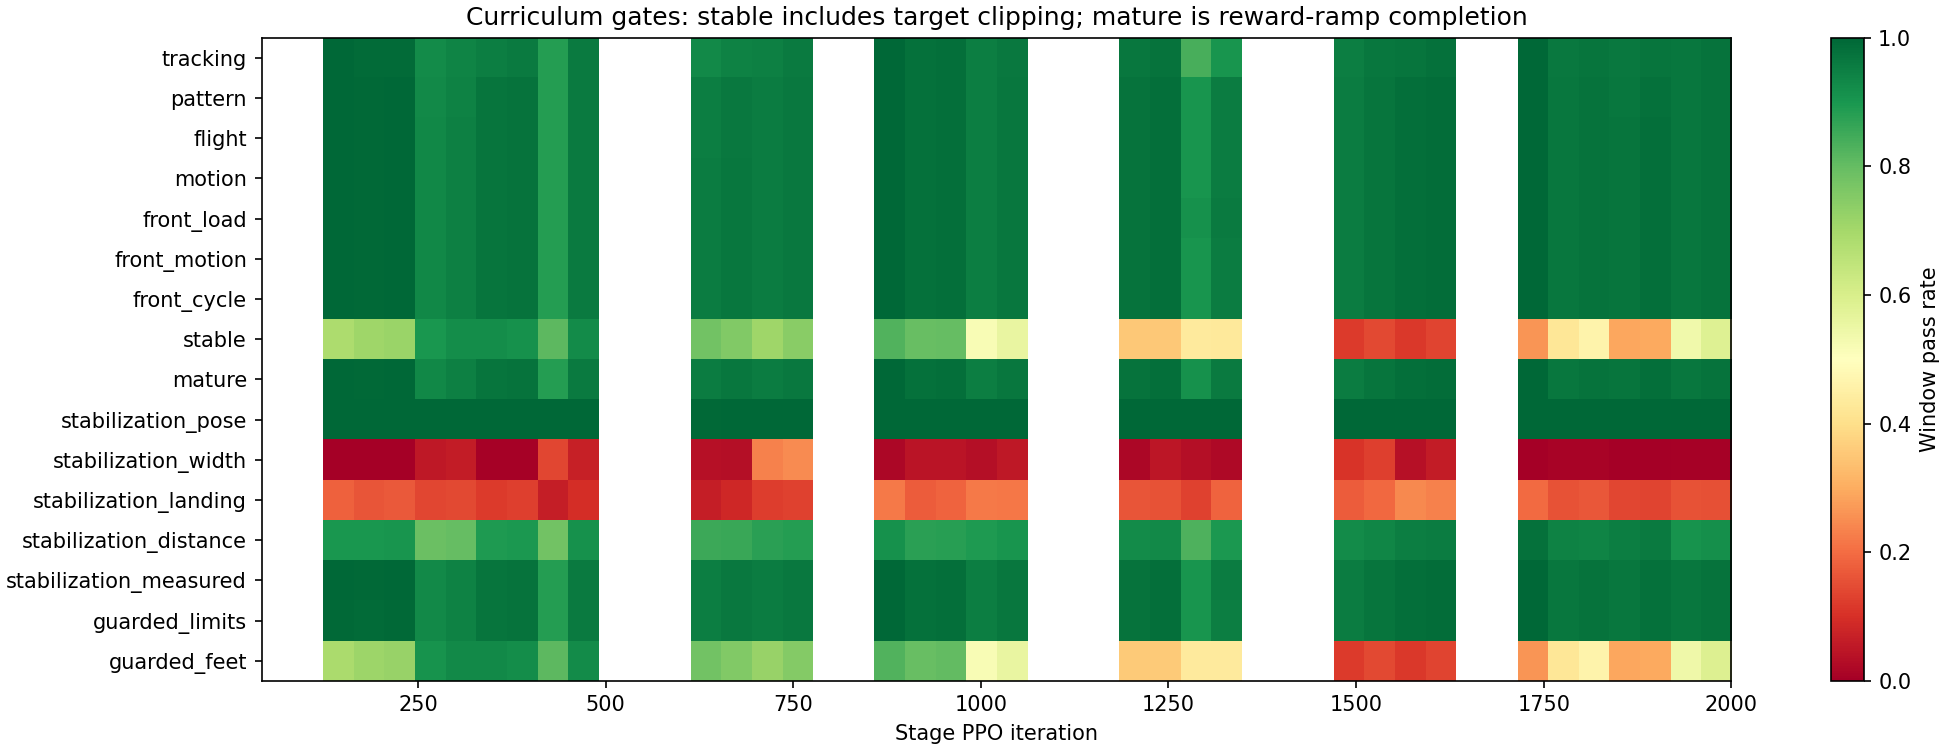 Curriculum gates: stable includes target clipping; mature is reward-ramp completion
tracking
pattern
flight
motion
front_load
front_motion
front_cycle
stable
mature
stabilization_pose
stabilization_width
stabilization_landing
stabilization_distance
stabilization_measured
guarded_limits
guarded_feet
250
500
750
1000
1250
1500
1750
2000
Stage PPO iteration
1.0
0.8
0.6
0.4
0.2
0.0
Window pass rate